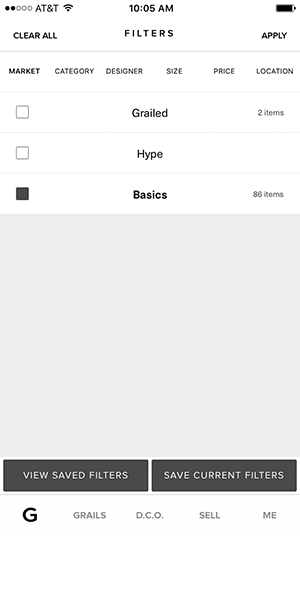 AT&T 10:05 AM
CLEAR ALL FILTERS APPLY
MARKET CATEGORY DESIGNER SIZE PRICE LOCATION
Grailed 2 items
Hype
Basics 86 items
VIEW SAVED FILTERS SAVE CURRENT FILTERS
G GRAILS D.C.O. SELL ME